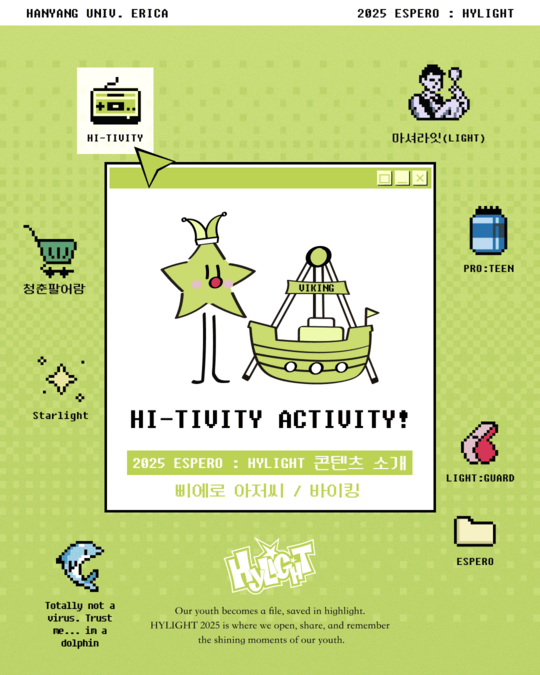 HANYANG UNIV. ERICA
2025 ESPERO : HYLIGHT
HI-TIVITY
마셔라잇(LIGHT)
청춘팔어람
PRO:TEEN
VIKING
Starlight
HI-TIVITY ACTIVITY!
2025 ESPERO : HYLIGHT 콘텐츠 소개
삐에로 아저씨 / 바이킹
LIGHT:GUARD
ESPERO
Totally not a
virus. Trust
me... im a
dolphin
HYLIGHT
Our youth becomes a file, saved in highlight.
HYLIGHT 2025 is where we open, share, and remember
the shining moments of our youth.